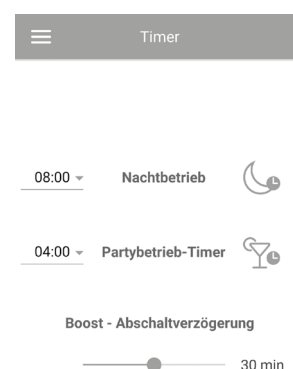 Timer
08:00 Nachtbetrieb
04:00 Partybetrieb-Timer
Boost - Abschaltverzögerung
30 min